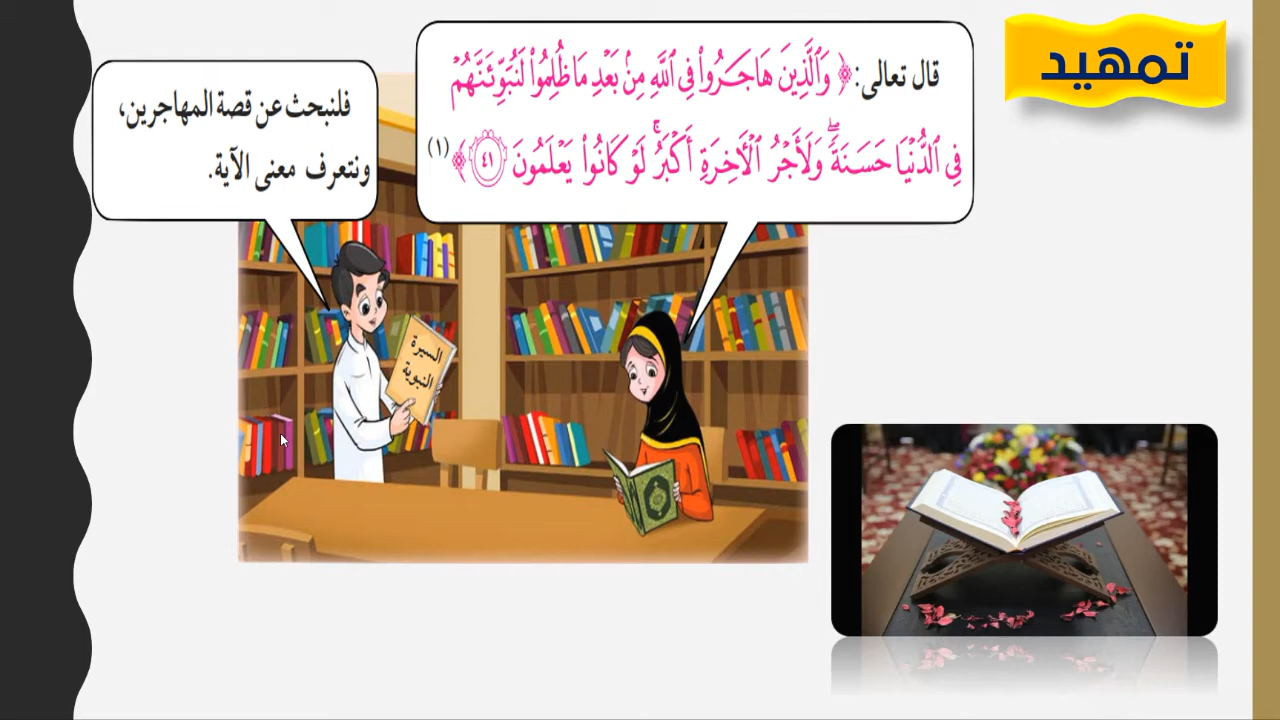 تمهيد
قال تعالى: ﴿ وَٱلَّذِينَ هَاجَرُوا۟ فِى ٱللَّهِ مِنۢ بَعْدِ مَا ظُلِمُوا۟ لَنُبَوِّئَنَّهُمْ
فِى ٱلدُّنْيَا حَسَنَةً ۖ وَلَأَجْرُ ٱلْـَٔاخِرَةِ أَكْبَرُ ۚ لَوْ كَانُوا۟ يَعْلَمُونَ ٤١ ﴾ (١)
فلنبحث عن قصة المهاجرين،
ونتعرف معنى الآية.
السيرة
النبوية